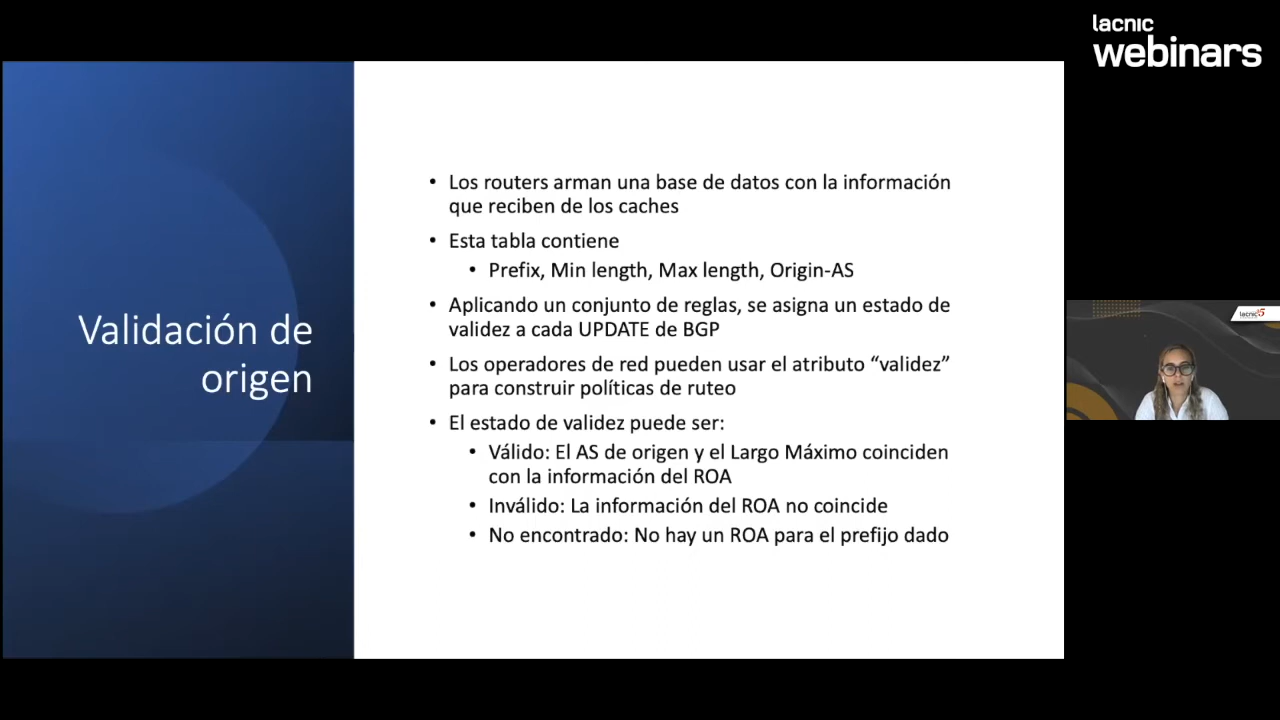 lacnic
webinars
Validación de
origen
• Los routers arman una base de datos con la información
que reciben de los caches
• Esta tabla contiene
• Prefix, Min length, Max length, Origin-AS
• Aplicando un conjunto de reglas, se asigna un estado de
validez a cada UPDATE de BGP
• Los operadores de red pueden usar el atributo “validez”
para construir políticas de ruteo
• El estado de validez puede ser:
• Válido: El AS de origen y el Largo Máximo coinciden
con la información del ROA
• Inválido: La información del ROA no coincide
• No encontrado: No hay un ROA para el prefijo dado
lacnic